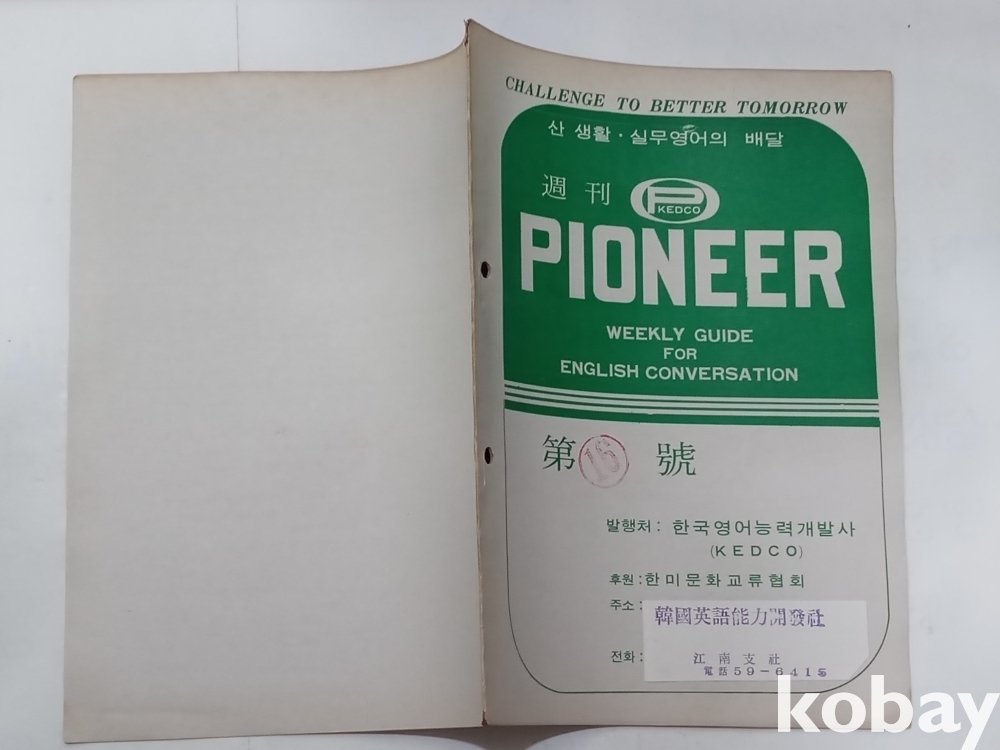 CHALLENGE TO BETTER TOMORROW
산 생활·실무영어의 배달
週刊 P KEDCO
PIONEER
WEEKLY GUIDE
FOR
ENGLISH CONVERSATION
第 16 號
발행처: 한국영어능력개발사
(KEDCO)
후원: 한미문화교류협회
주소:
韓國英語能力開發社
전화: 江南支社
電話 59-6415
kobay